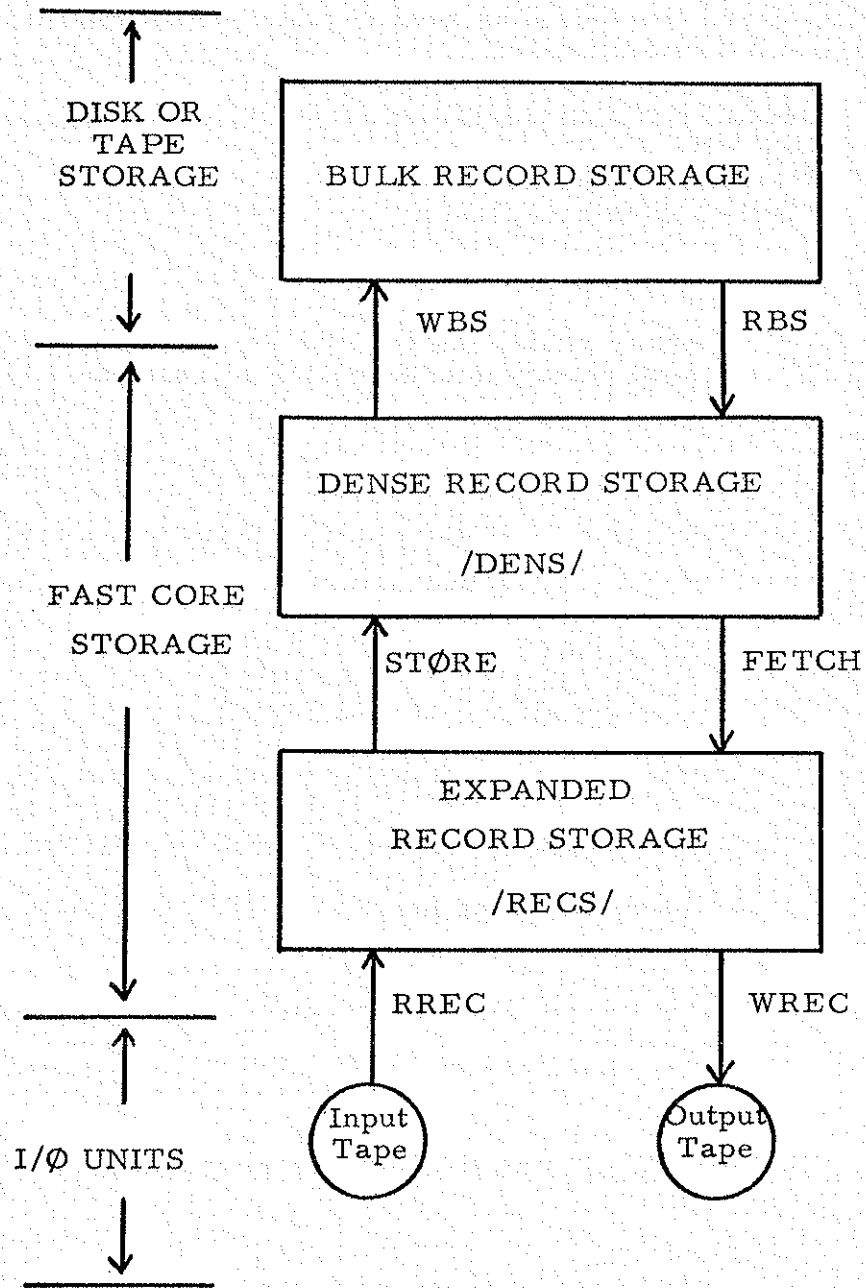 DISK OR
TAPE
STORAGE
BULK RECORD STORAGE
WBS
RBS
DENSE RECORD STORAGE
/DENS/
FAST CORE
STORAGE
STØRE
FETCH
EXPANDED
RECORD STORAGE
/RECS/
RREC
WREC
Input
Tape
Output
Tape
I/Ø UNITS